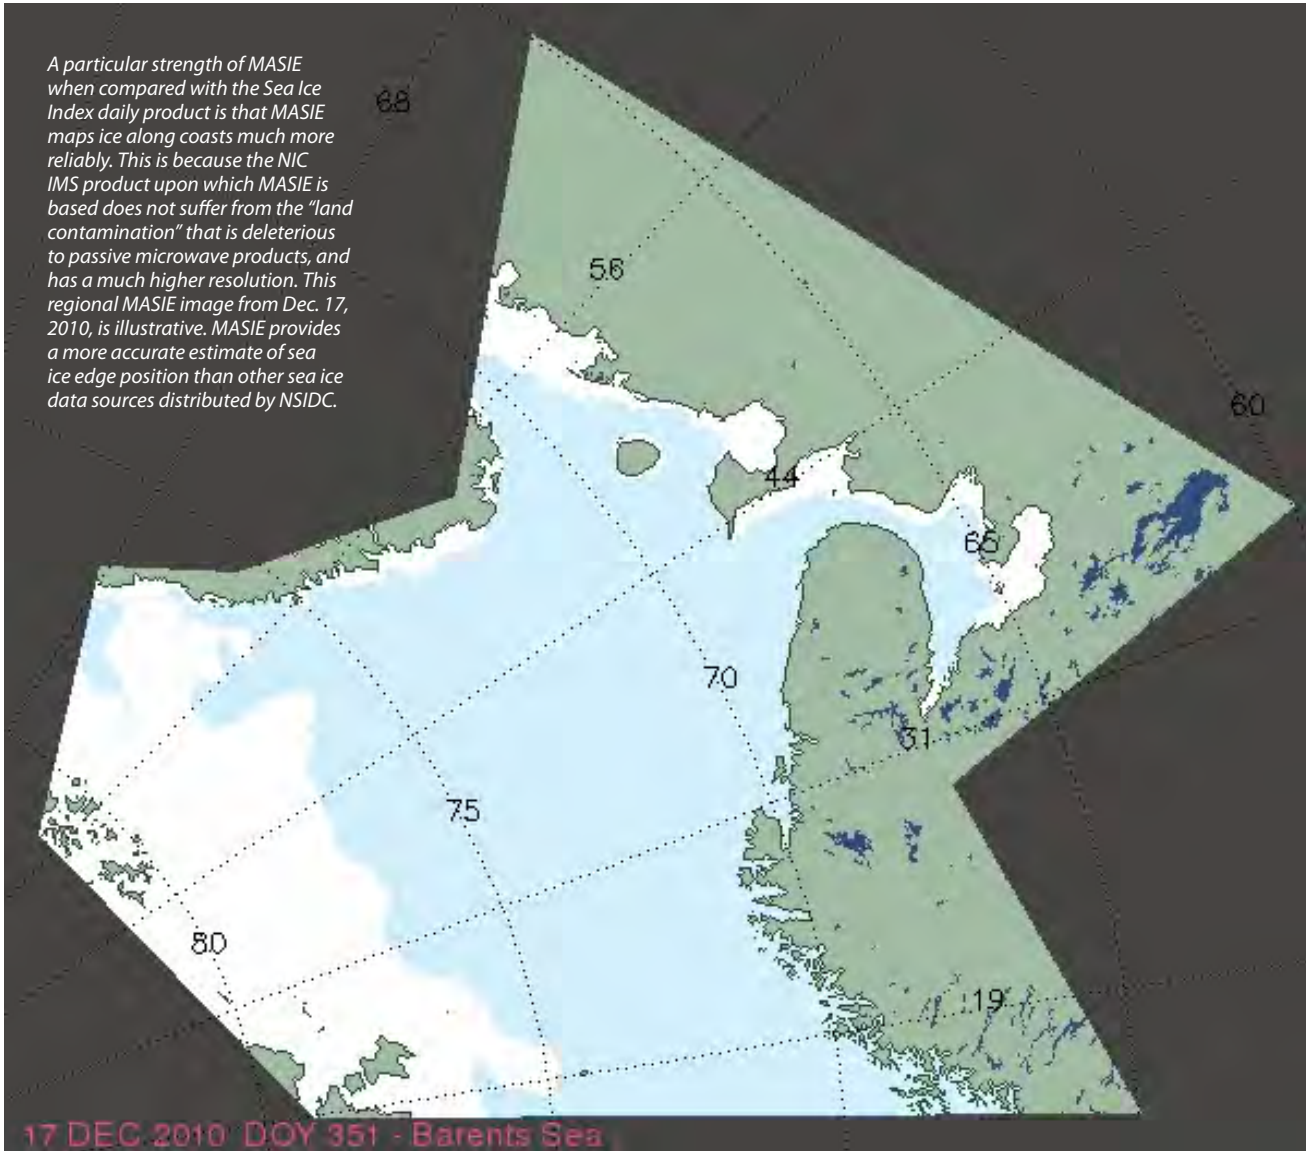 A particular strength of MASIE
when compared with the Sea Ice
Index daily product is that MASIE
maps ice along coasts much more
reliably. This is because the NIC
IMS product upon which MASIE is
based does not suffer from the “land
contamination” that is deleterious
to passive microwave products, and
has a much higher resolution. This
regional MASIE image from Dec. 17,
2010, is illustrative. MASIE provides
a more accurate estimate of sea
ice edge position than other sea ice
data sources distributed by NSIDC.
68
56
60
44
65
70
31
75
80
19
17 DEC 2010 DOY 351 - Barents Sea